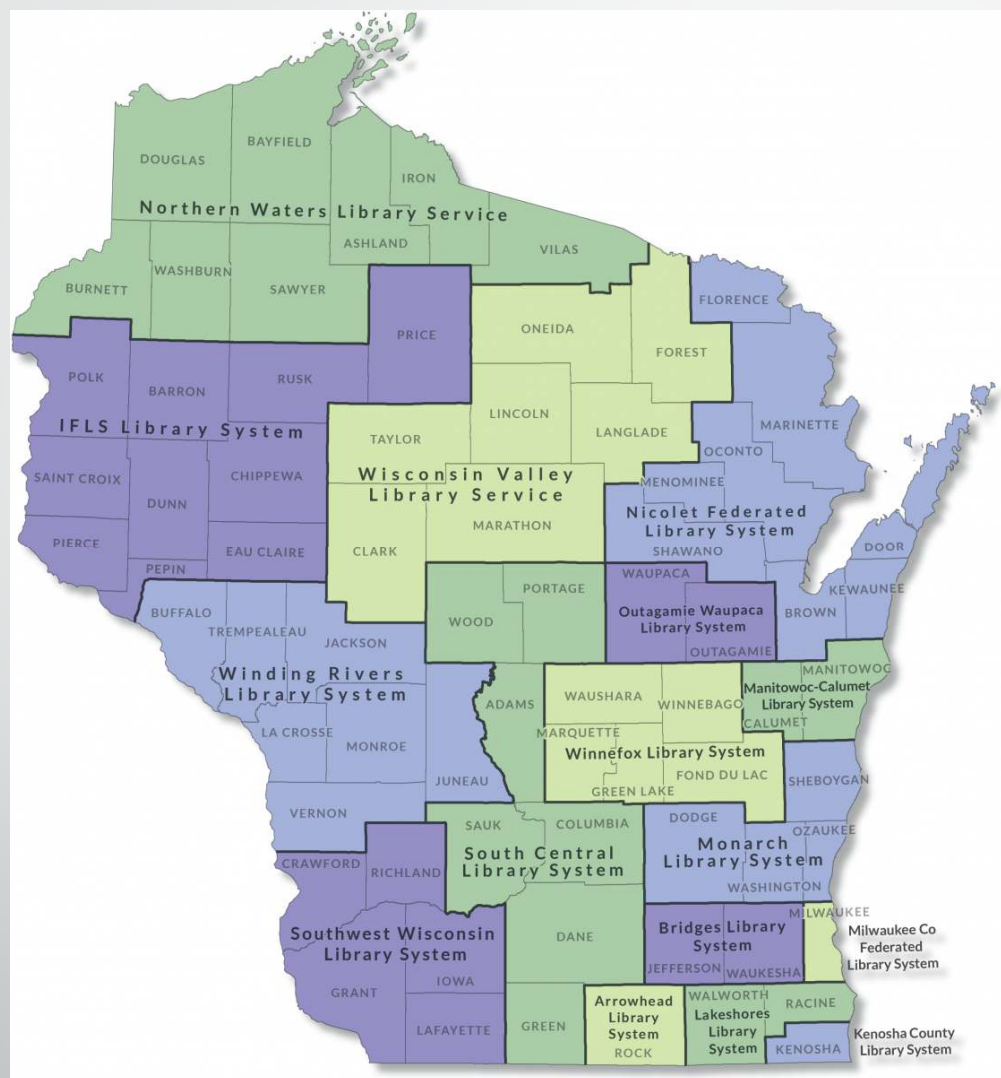 BAYFIELD
DOUGLAS
IRON
Northern Waters Library Service
ASHLAND
VILAS
WASHBURN
BURNETT
SAWYER
FLORENCE
PRICE
ONEIDA
FOREST
POLK
BARRON
RUSK
LINCOLN
MARINETTE
IFLS Library System
TAYLOR
LANGLADE
OCONTO
SAINT CROIX
CHIPPEWA
Wisconsin Valley
Library Service
MENOMINEE
DUNN
MARATHON
Nicolet Federated
Library System
PIERCE
EAU CLAIRE
CLARK
SHAWANO
DOOR
PEPIN
WAUPACA
KEWAUNEE
PORTAGE
BUFFALO
WOOD
Outagamie Waupaca
Library System
BROWN
TREMPEALEAU
JACKSON
OUTAGAMIE
Winding Rivers
Library System
MANITOWOC
Manitowoc-Calumet
Library System
WAUSHARA
WINNEBAGO
ADAMS
CALUMET
LA CROSSE
MARQUETTE
MONROE
Winnefox Library System
JUNEAU
FOND DU LAC
SHEBOYGAN
GREEN LAKE
VERNON
SAUK
COLUMBIA
DODGE
OZAUKEE
Monarch
Library System
South Central
Library System
CRAWFORD
RICHLAND
WASHINGTON
MILWAUKEE
Milwaukee Co
Federated
Library System
Southwest Wisconsin
Library System
DANE
Bridges Library
System
JEFFERSON
WAUKESHA
IOWA
GRANT
WALWORTH
RACINE
Arrowhead
Library
System
Lakeshores
Library
System
LAFAYETTE
GREEN
ROCK
KENOSHA
Kenosha County
Library System